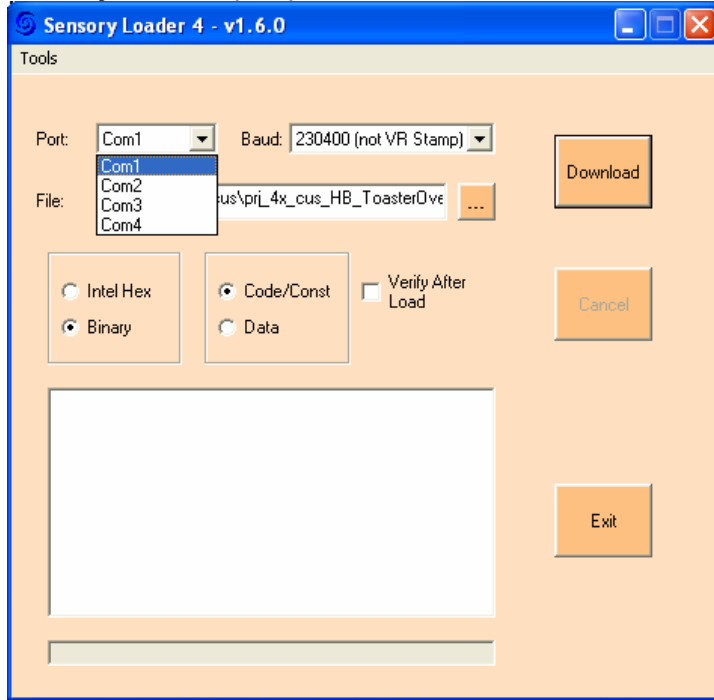 Sensory Loader 4 - v1.6.0
Tools
Port: Com1 Baud: 230400 (not VR Stamp)
Com1
Com2
Com3
Com4
File: us\prj_4x_cus_HB_ToasterOve ...
Download
Intel Hex
Binary
Code/Const
Data
Verify After
Load
Cancel
Exit